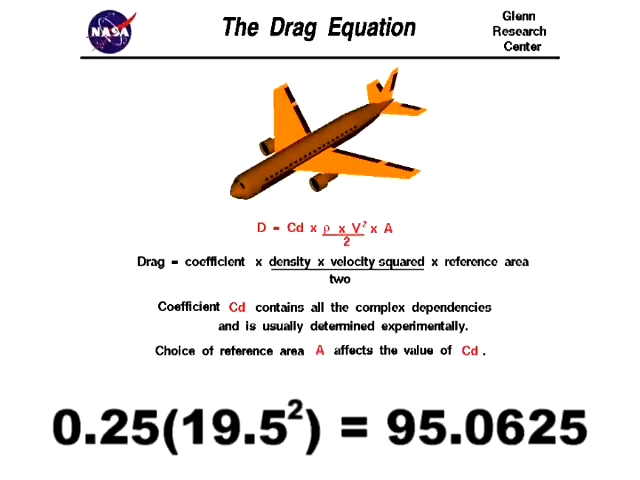 NASA
The Drag Equation
Glenn
Research
Center
D = Cd x ρ x V² x A
2
Drag = coefficient x density x velocity squared x reference area
two
Coefficient Cd contains all the complex dependencies
and is usually determined experimentally.
Choice of reference area A affects the value of Cd.
0.25(19.5²) = 95.0625